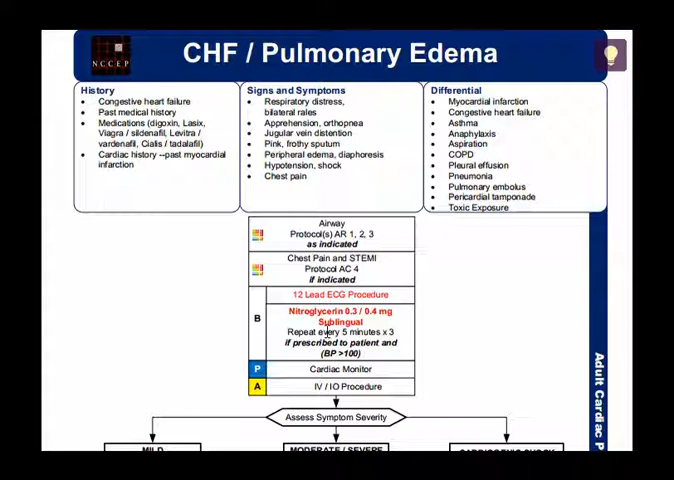 NCCEP
CHF / Pulmonary Edema
History
• Congestive heart failure
• Past medical history
• Medications (digoxin, Lasix,
Viagra / sildenafil, Levitra /
vardenafil, Cialis / tadalafil)
• Cardiac history --past myocardial
infarction
Signs and Symptoms
• Respiratory distress,
bilateral rales
• Apprehension, orthopnea
• Jugular vein distention
• Pink, frothy sputum
• Peripheral edema, diaphoresis
• Hypotension, shock
• Chest pain
Differential
• Myocardial infarction
• Congestive heart failure
• Asthma
• Anaphylaxis
• Aspiration
• COPD
• Pleural effusion
• Pneumonia
• Pulmonary embolus
• Pericardial tamponade
• Toxic Exposure
Airway
Protocol(s) AR 1, 2, 3
as indicated
Chest Pain and STEMI
Protocol AC 4
if indicated
B
12 Lead ECG Procedure
Nitroglycerin 0.3 / 0.4 mg
Sublingual
Repeat every 5 minutes x 3
if prescribed to patient and
(BP >100)
P Cardiac Monitor
A IV / IO Procedure
Assess Symptom Severity
MILD
MODERATE / SEVERE
CARDIOGENIC SHOCK
Adult Cardiac P